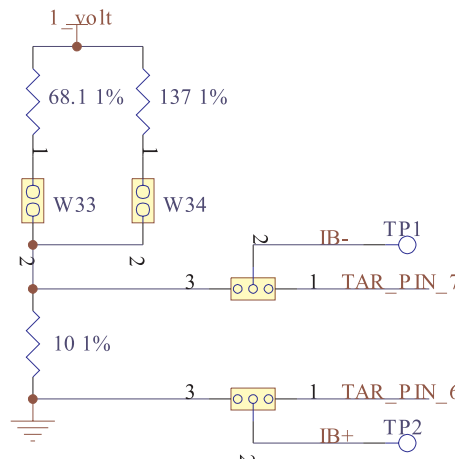 1_volt
68.1 1%
137 1%
1
1
W33
W34
2
2
2
IB-
TP1
3
1
TAR_PIN_7
10 1%
3
1
TAR_PIN_6
IB+
TP2
2